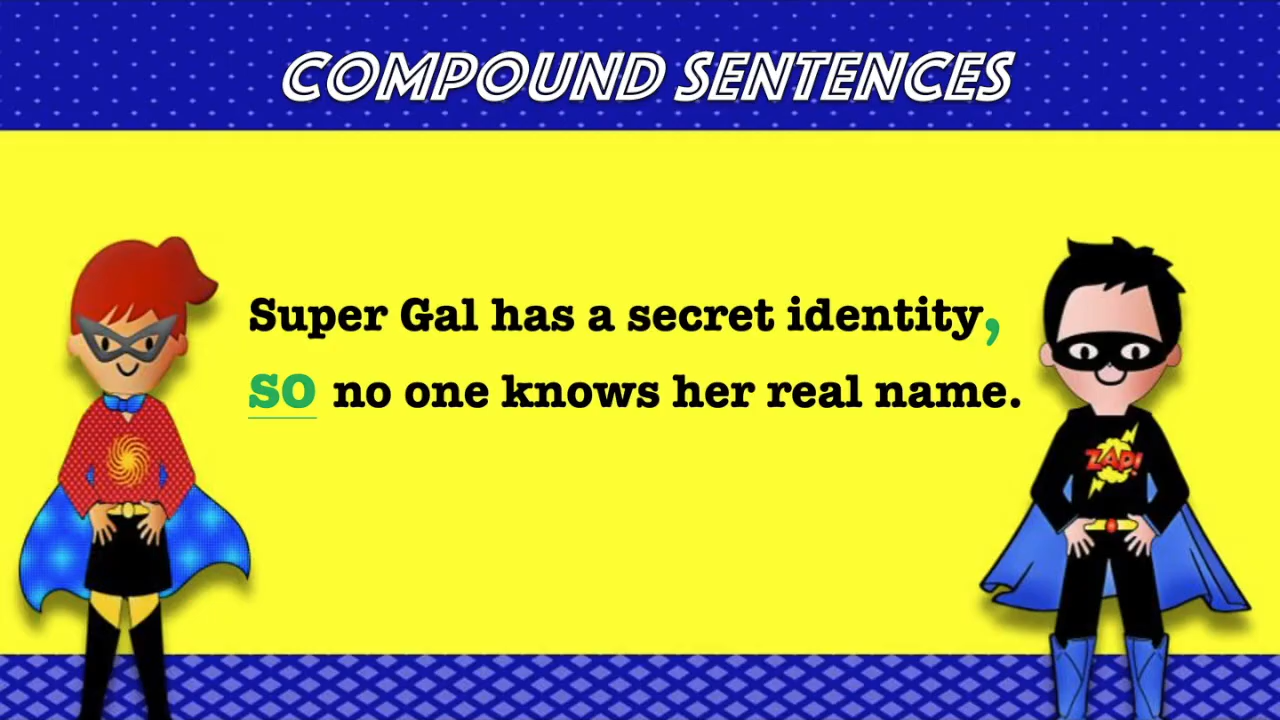 COMPOUND SENTENCES
Super Gal has a secret identity,
so no one knows her real name.
ZAP!